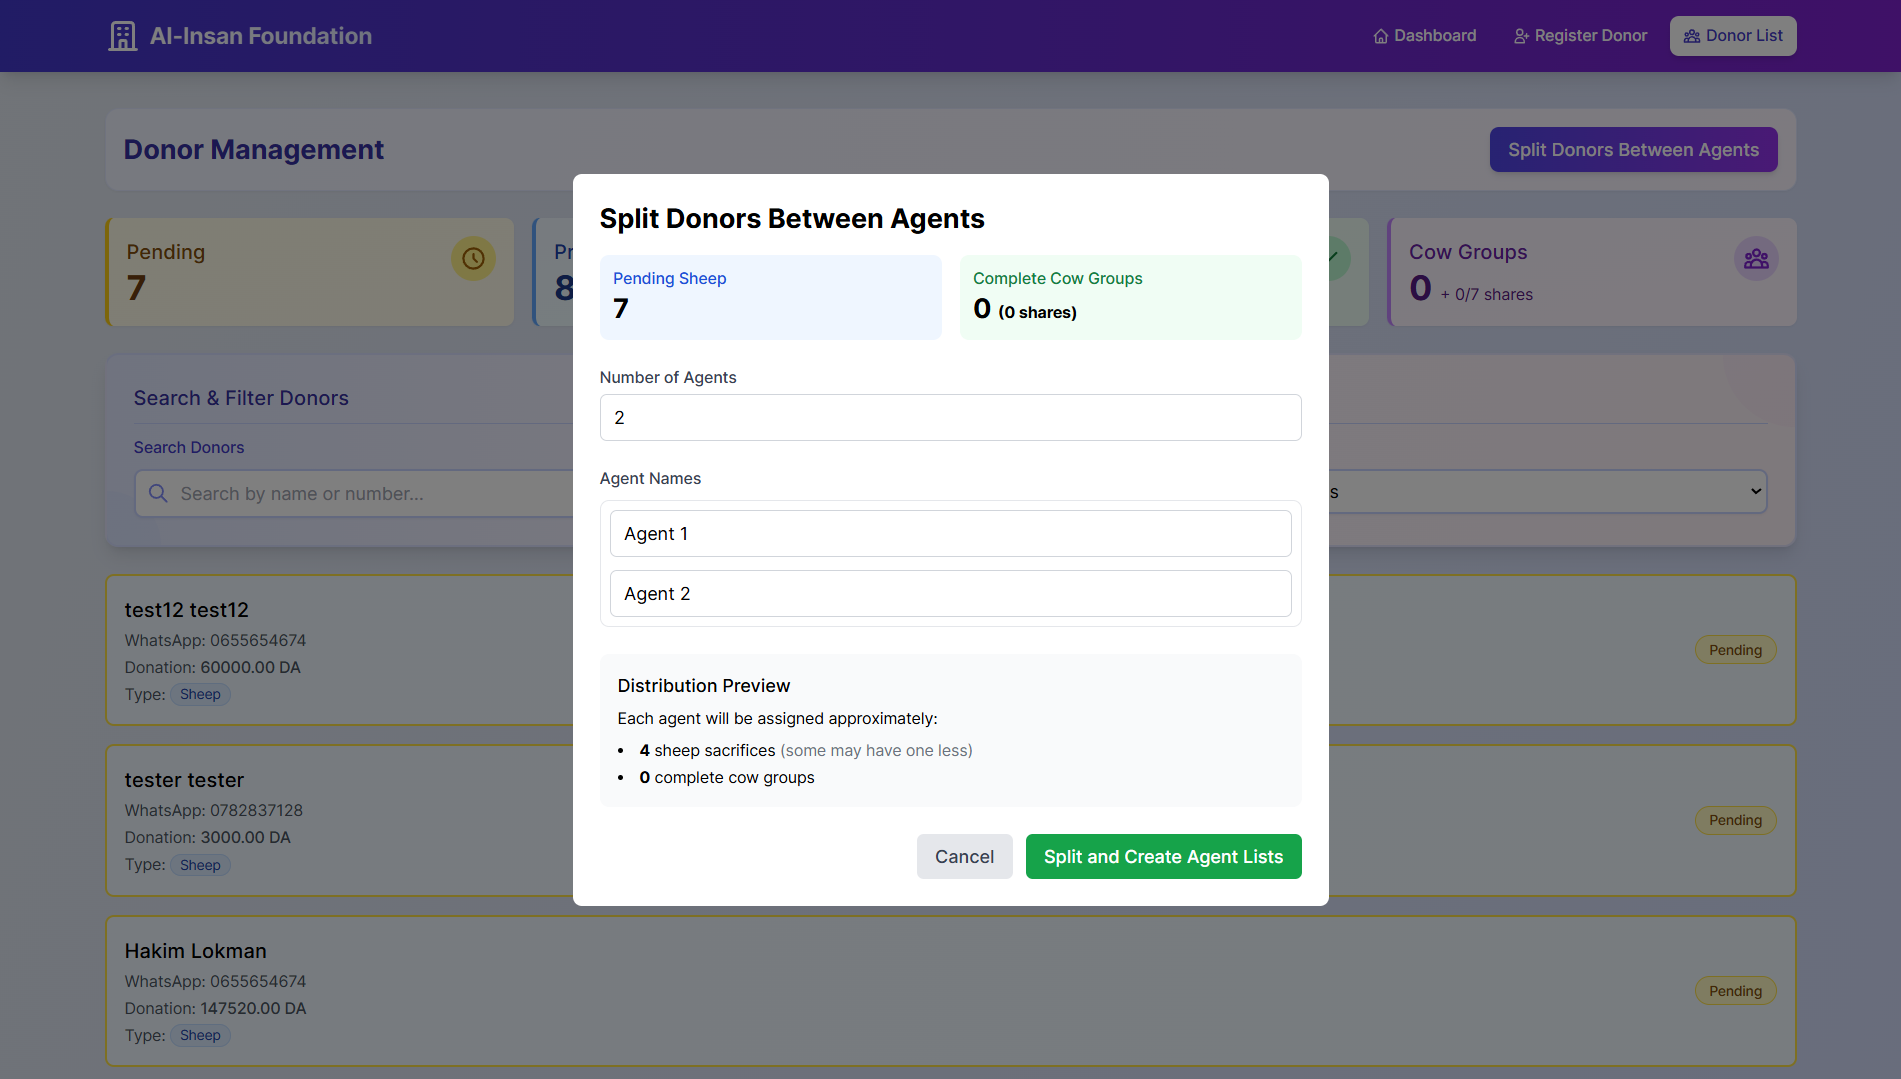 Al-Insan Foundation
Dashboard
Register Donor
Donor List
Donor Management
Split Donors Between Agents
Pending
7
Pr
8
Cow Groups
0 + 0/7 shares
Search & Filter Donors
Search Donors
Search by name or number...
s
Split Donors Between Agents
Pending Sheep
7
Complete Cow Groups
0 (0 shares)
Number of Agents
2
Agent Names
Agent 1
Agent 2
Distribution Preview
Each agent will be assigned approximately:
• 4 sheep sacrifices (some may have one less)
• 0 complete cow groups
Cancel
Split and Create Agent Lists
test12 test12
WhatsApp: 0655654674
Donation: 60000.00 DA
Type: Sheep
Pending
tester tester
WhatsApp: 0782837128
Donation: 3000.00 DA
Type: Sheep
Pending
Hakim Lokman
WhatsApp: 0655654674
Donation: 147520.00 DA
Type: Sheep
Pending